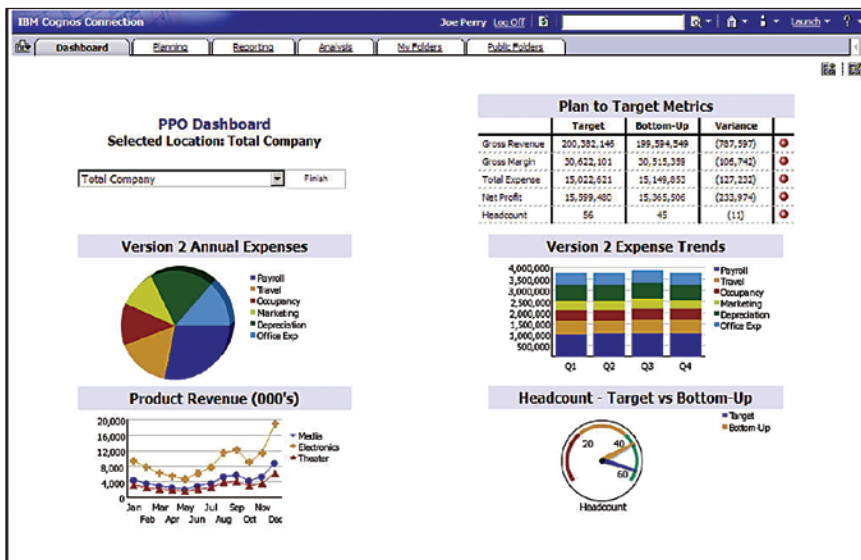 IBM Cognos Connection
Joe Perry Log Off
Launch
?
Dashboard Planning Reporting Analysis My Folders Public Folders
PPO Dashboard
Selected Location: Total Company
Total Company
Finish
Plan to Target Metrics
Target Bottom-Up Variance
Gross Revenue 200,382,146 199,594,549 (787,597)
Gross Margin 30,622,101 30,515,359 (106,742)
Total Expense 15,022,621 15,149,853 (127,232)
Net Profit 15,599,480 15,365,506 (233,974)
Headcount 56 45 (11)
Version 2 Annual Expenses
Payroll
Travel
Occupancy
Marketing
Depreciation
Office Exp
Version 2 Expense Trends
4,000,000
3,500,000
3,000,000
2,500,000
2,000,000
1,500,000
1,000,000
500,000
Q1 Q2 Q3 Q4
Payroll
Travel
Occupancy
Marketing
Depreciation
Office Exp
Product Revenue (000's)
20,000
16,000
12,000
8,000
4,000
0
Jan Mar May Jul Sep Nov
Feb Apr Jun Aug Oct Dec
Media
Electronics
Theater
Headcount - Target vs Bottom-Up
20 40
60
Headcount
Target
Bottom-Up